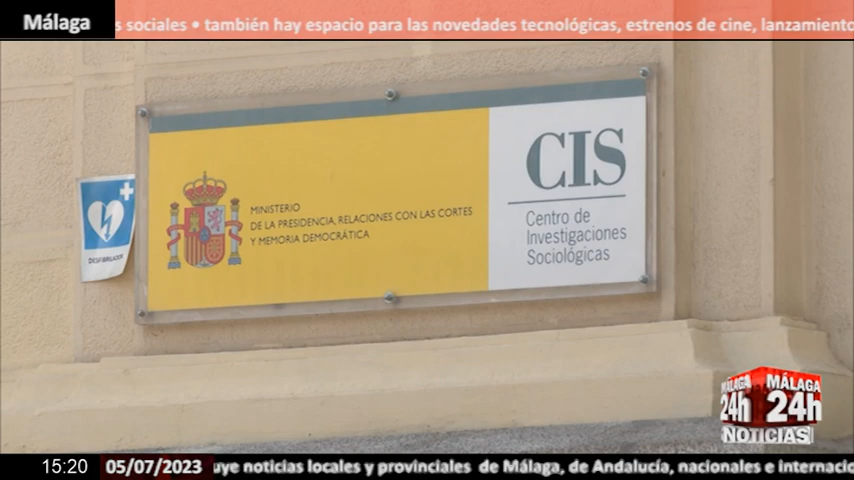 Málaga
s sociales • también hay espacio para las novedades tecnológicas, estrenos de cine, lanzamiento
CIS
MINISTERIO
DE LA PRESIDENCIA, RELACIONES CON LAS CORTES
Y MEMORIA DEMOCRÁTICA
Centro de
Investigaciones
Sociológicas
DESFIBRILADOR
MÁLAGA
24h
MÁLAGA
24h
NOTICIAS
15:20
05/07/2023
uye noticias locales y provinciales de Málaga, de Andalucía, nacionales e internacio